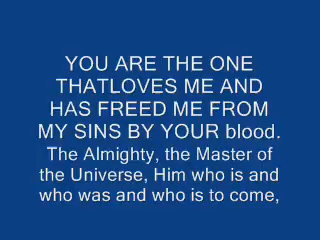 YOU ARE THE ONE
THATLOVES ME AND
HAS FREED ME FROM
MY SINS BY YOUR blood.
The Almighty, the Master of
the Universe, Him who is and
who was and who is to come,